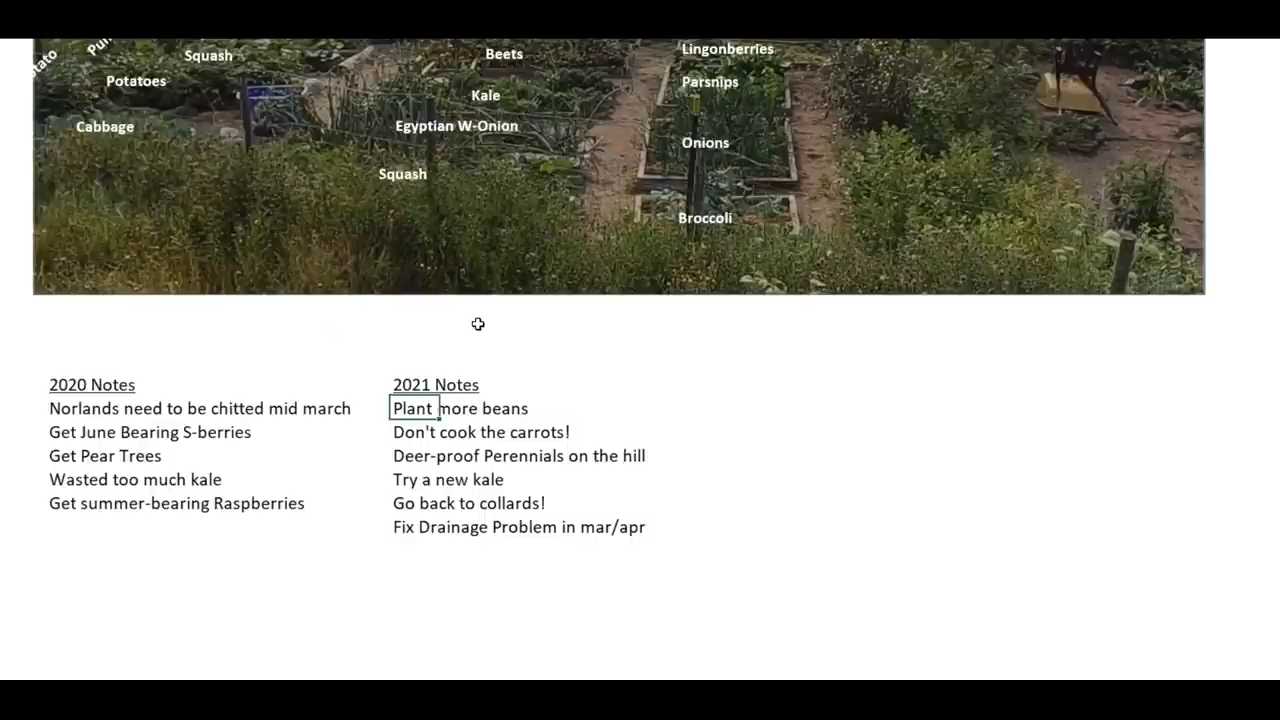 Squash
Beets
Lingonberries
Potatoes
Parsnips
Kale
Cabbage
Egyptian W-Onion
Onions
Squash
Broccoli
2020 Notes
Norlands need to be chitted mid march
Get June Bearing S-berries
Get Pear Trees
Wasted too much kale
Get summer-bearing Raspberries
2021 Notes
Plant more beans
Don't cook the carrots!
Deer-proof Perennials on the hill
Try a new kale
Go back to collards!
Fix Drainage Problem in mar/apr